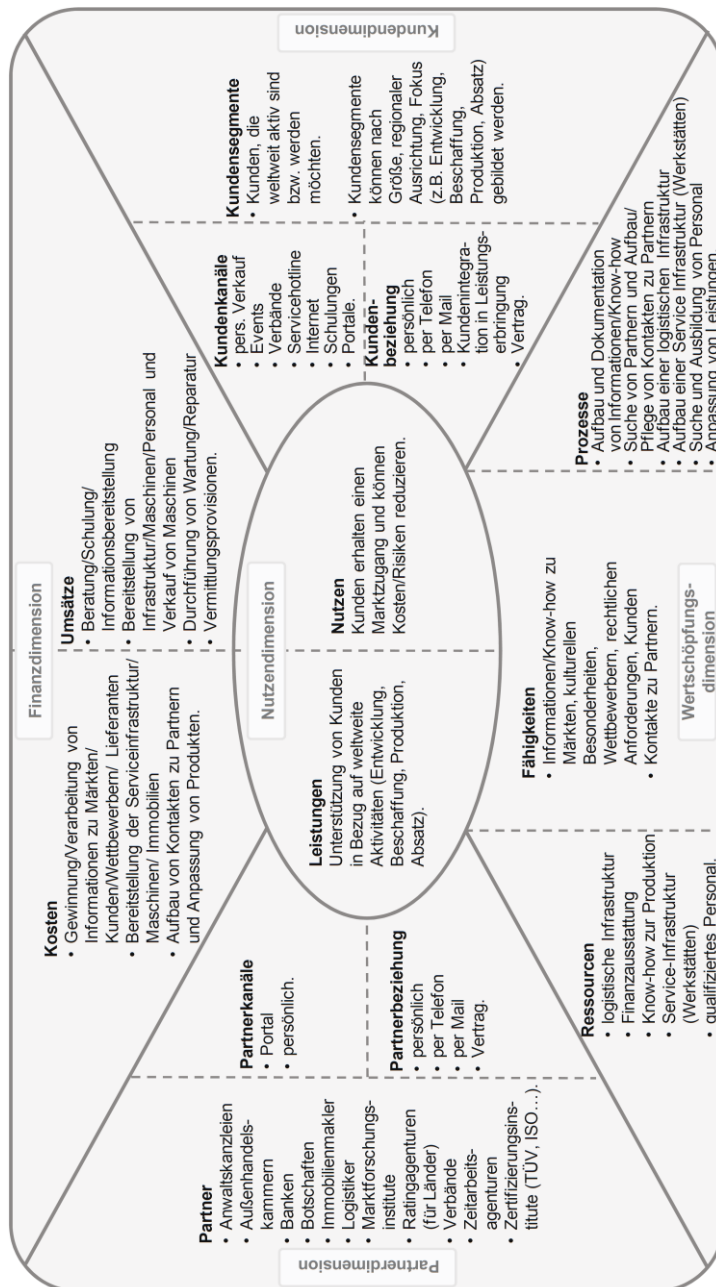 Finanzdimension
Kosten
• Gewinnung/Verarbeitung von
Informationen zu Märkten/
Kunden/Wettbewerbern/ Lieferanten
• Bereitstellung der Serviceinfrastruktur/
Maschinen/ Immobilien
• Aufbau von Kontakten zu Partnern
und Anpassung von Produkten.
Umsätze
• Beratung/Schulung/
Informationsbereitstellung
• Bereitstellung von
Infrastruktur/Maschinen/Personal und
Verkauf von Maschinen
• Durchführung von Wartung/Reparatur
• Vermittlungsprovisionen.
Partnerdimension
Partner
• Anwaltskanzleien
• Außenhandels-
kammern
• Banken
• Botschaften
• Immobilienmakler
• Logistiker
• Marktforschungs-
institute
• Ratingagenturen
(für Länder)
• Verbände
• Zeitarbeits-
agenturen
• Zertifizierungsins-
titute (TÜV, ISO…).
Partnerkanäle
• Portal
• persönlich.
Partnerbeziehung
• persönlich
• per Telefon
• per Mail
• Vertrag.
Nutzendimension
Leistungen
Unterstützung von Kunden
in Bezug auf weltweite
Aktivitäten (Entwicklung,
Beschaffung, Produktion,
Absatz).
Nutzen
Kunden erhalten einen
Marktzugang und können
Kosten/Risiken reduzieren.
Kundenkanäle
• pers. Verkauf
• Events
• Verbände
• Servicehotline
• Internet
• Schulungen
• Portale.
Kunden-
beziehung
• persönlich
• per Telefon
• per Mail
• Kundenintegra-
tion in Leistungs-
erbringung
• Vertrag.
Kundensegmente
• Kunden, die
weltweit aktiv sind
bzw. werden
möchten.
• Kundensegmente
können nach
Größe, regionaler
Ausrichtung, Fokus
(z.B. Entwicklung,
Beschaffung,
Produktion, Absatz)
gebildet werden.
Kundendimension
Ressourcen
• logistische Infrastruktur
• Finanzausstattung
• Know-how zur Produktion
• Service-Infrastruktur
(Werkstätten)
• qualifiziertes Personal.
Fähigkeiten
• Informationen/Know-how zu
Märkten, kulturellen
Besonderheiten,
Wettbewerbern, rechtlichen
Anforderungen, Kunden
• Kontakte zu Partnern.
Prozesse
• Aufbau und Dokumentation
von Informationen/Know-how
• Suche von Partnern und Aufbau/
Pflege von Kontakten zu Partnern
• Aufbau einer logistischen Infrastruktur
• Aufbau einer Service Infrastruktur (Werkstätten)
• Suche und Ausbildung von Personal
• Anpassung von Leistungen
Wertschöpfungs-
dimension